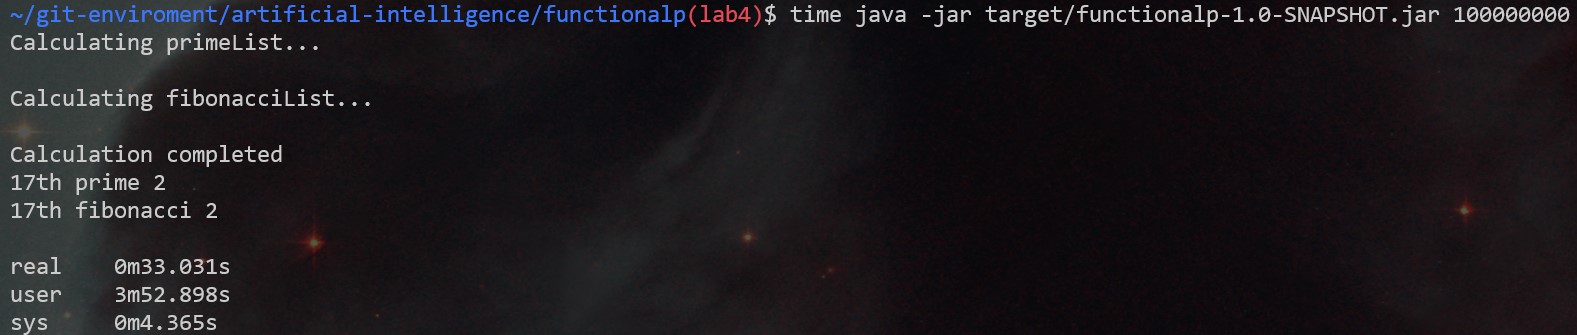 ~/git-enviroment/artificial-intelligence/functionalp(lab4)$ time java -jar target/functionalp-1.0-SNAPSHOT.jar 100000000
Calculating primeList...
Calculating fibonacciList...
Calculation completed
17th prime 2
17th fibonacci 2
real 0m33.031s
user 3m52.898s
sys 0m4.365s